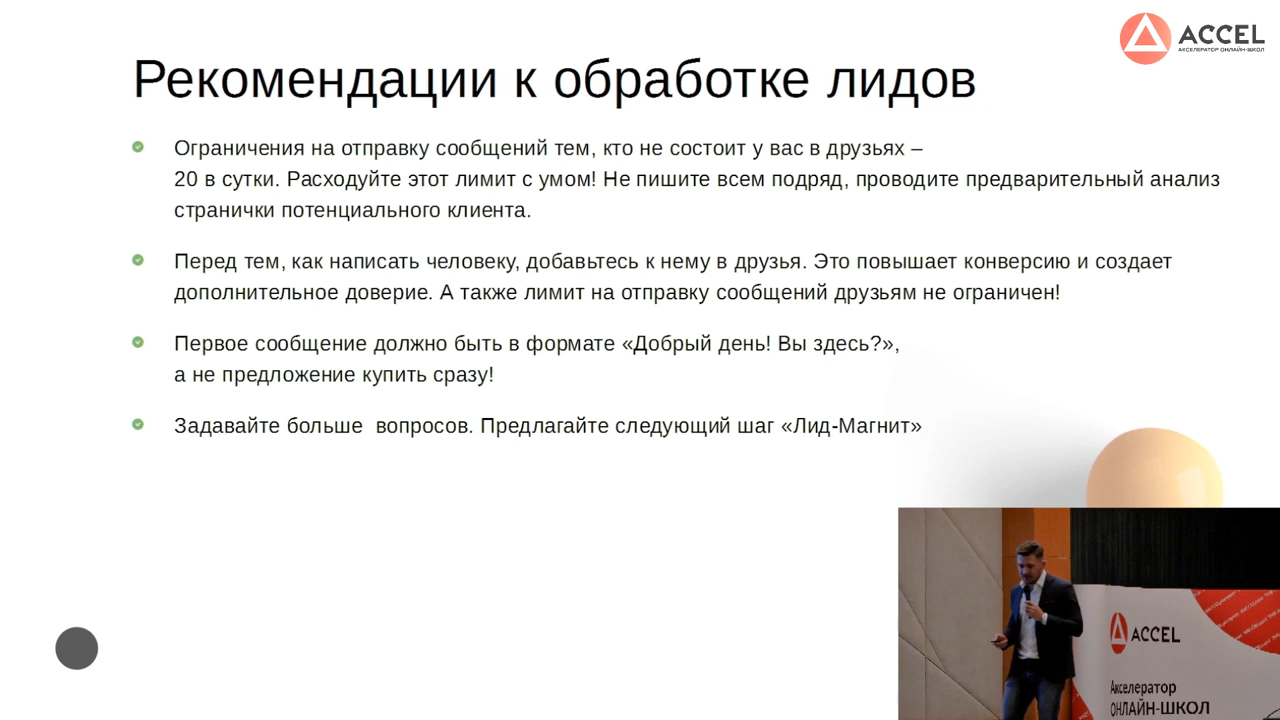 ACCEL
АКСЕЛЕРАТОР ОНЛАЙН-ШКОЛ
Рекомендации к обработке лидов
Ограничения на отправку сообщений тем, кто не состоит у вас в друзьях –
20 в сутки. Расходуйте этот лимит с умом! Не пишите всем подряд, проводите предварительный анализ
странички потенциального клиента.
Перед тем, как написать человеку, добавьтесь к нему в друзья. Это повышает конверсию и создает
дополнительное доверие. А также лимит на отправку сообщений друзьям не ограничен!
Первое сообщение должно быть в формате «Добрый день! Вы здесь?»,
а не предложение купить сразу!
Задавайте больше  вопросов. Предлагайте следующий шаг «Лид-Магнит»
ACCEL
Акселератор
ОНЛАЙН-ШКОЛ